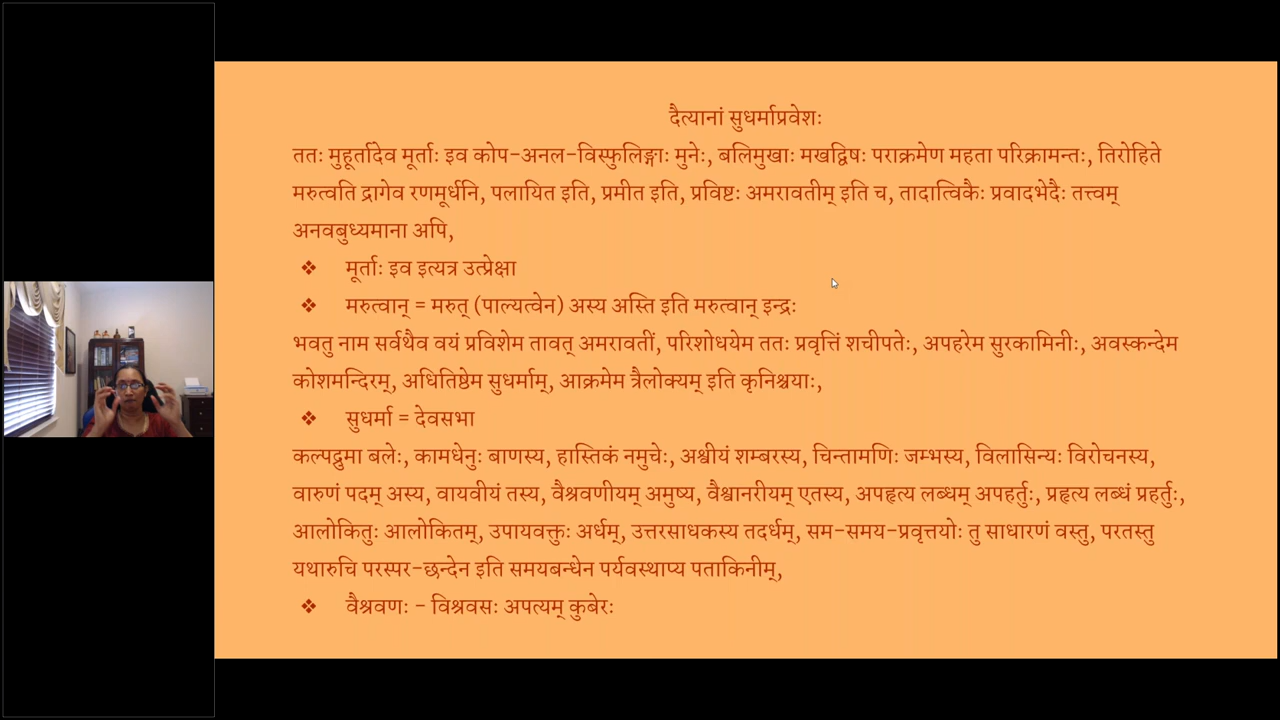 दैत्यानां सुधर्माप्रवेशः
ततः मुहूर्तादेव मूर्ताः इव कोप-अनल-विस्फुलिङ्गाः मुनेः, बलिमुखाः मखद्विषः पराक्रमेण महता परिक्रामन्तः, तिरोहिते
मरुत्वति द्रागेव रणमूर्धनि, पलायित इति, प्रमीत इति, प्रविष्टः अमरावतीम् इति च, तादात्विकैः प्रवादभेदैः तत्त्वम्
अनवबुध्यमाना अपि,
❖ मूर्ताः इव इत्यत्र उत्प्रेक्षा
❖ मरुत्वान् = मरुत् (पाल्यत्वेन) अस्य अस्ति इति मरुत्वान् इन्द्रः
भवतु नाम सर्वथैव वयं प्रविशेम तावत् अमरावतीं, परिशोधयेम ततः प्रवृत्तिं शचीपतेः, अपहरेम सुरकामिनीः, अवस्कन्देम
कोशमन्दिरम्, अधितिष्ठेम सुधर्माम्, आक्रमेम त्रैलोक्यम् इति कृनिश्चयाः,
❖ सुधर्मा = देवसभा
कल्पद्रुमा बलेः, कामधेनुः बाणस्य, हास्तिकं नमुचेः, अश्वीयं शम्बरस्य, चिन्तामणिः जम्भस्य, विलासिन्यः विरोचनस्य,
वारुणं पदम् अस्य, वायवीयं तस्य, वैश्रवणीयम् अमुष्य, वैश्वानरीयम् एतस्य, अपहृत्य लब्धम् अपहर्तुः, प्रहृत्य लब्धं प्रहर्तुः,
आलोकितुः आलोकितम्, उपायवक्तुः अर्धम्, उत्तरसाधकस्य तदर्धम्, सम-समय-प्रवृत्तयोः तु साधारणं वस्तु, परतस्तु
यथारुचि परस्पर-छन्देन इति समयबन्धेन पर्यवस्थाप्य पताकिनीम्,
❖ वैश्रवणः - विश्रवसः अपत्यम् कुबेरः